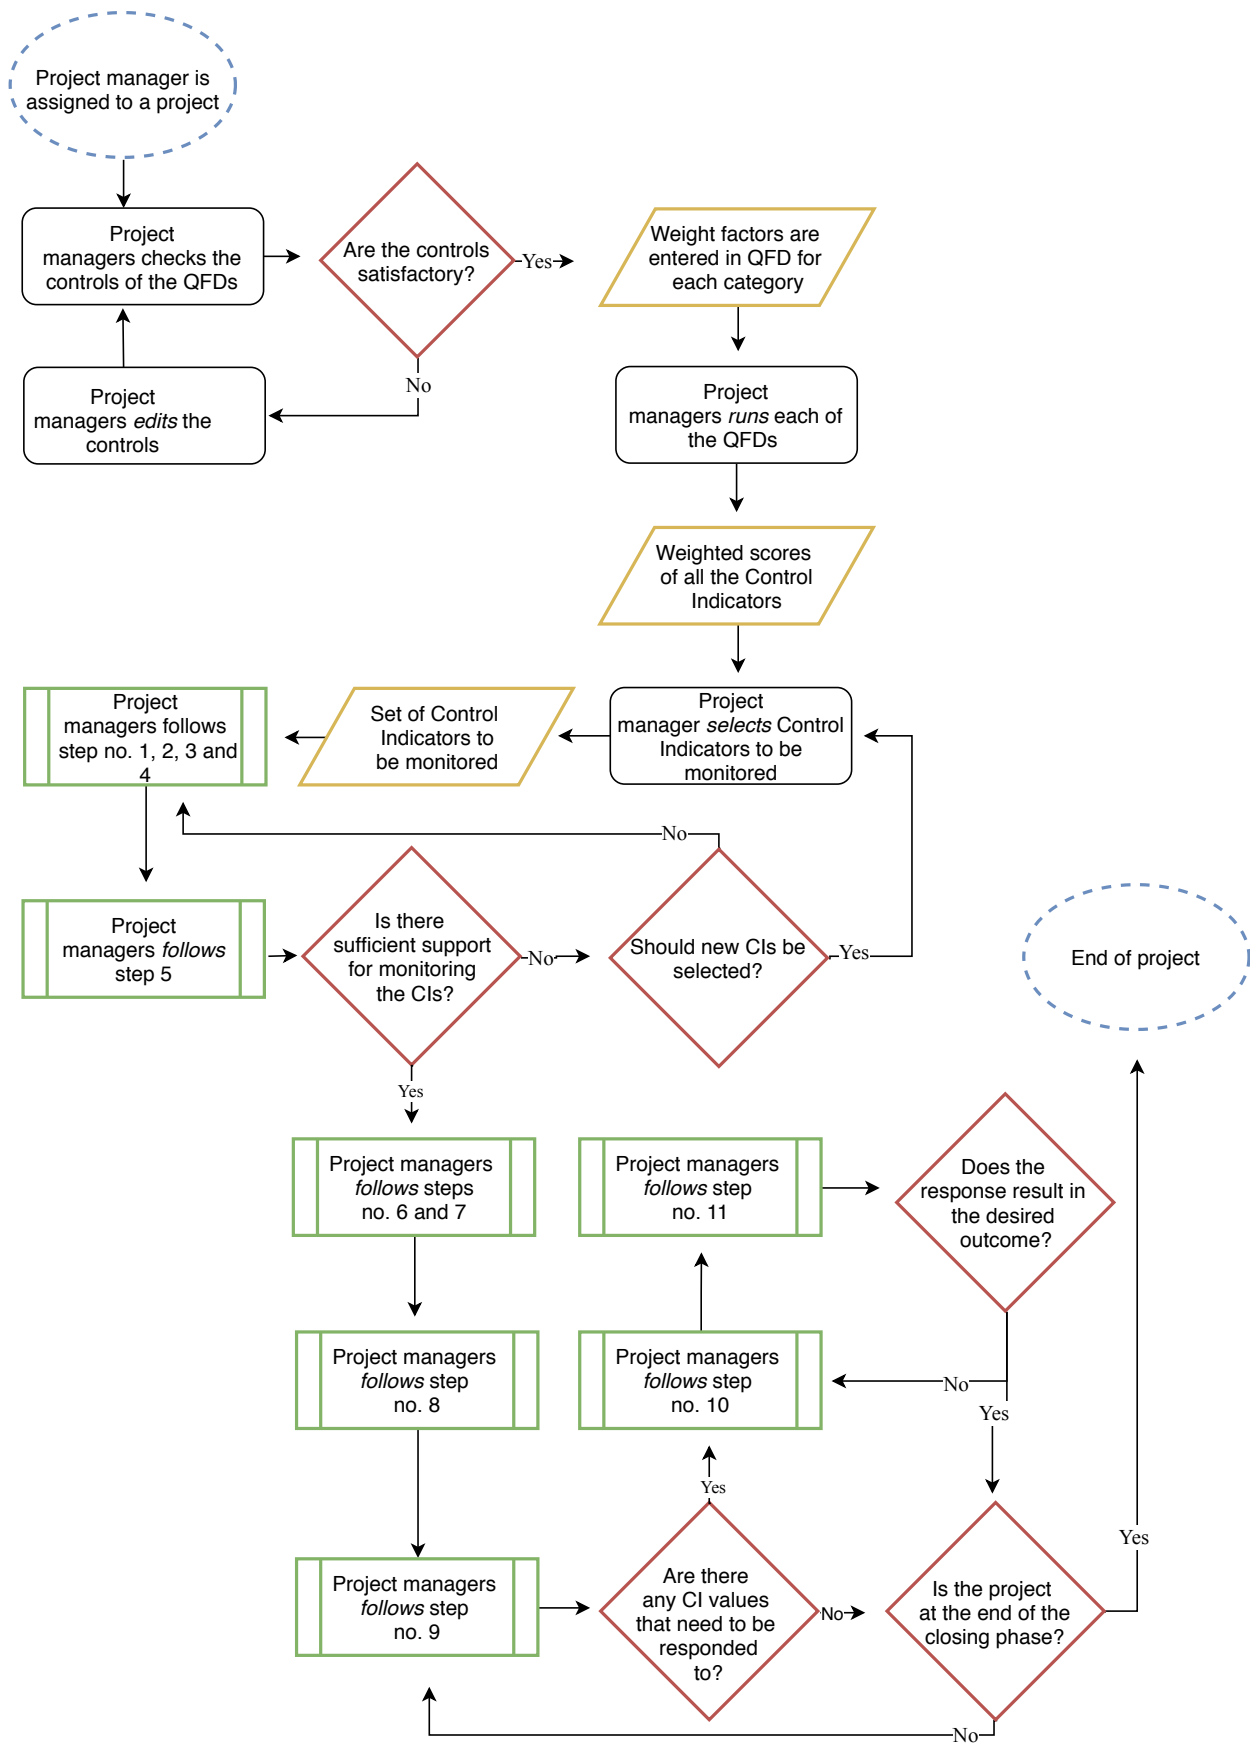 Project manager is
assigned to a project
Project
managers checks the
controls of the QFDs
Are the controls
satisfactory?
Yes
Weight factors are
entered in QFD for
each category
No
Project
managers edits the
controls
Project
managers runs each of
the QFDs
Weighted scores
of all the Control
Indicators
Project
manager selects Control
Indicators to be
monitored
Set of Control
Indicators to
be monitored
Project
managers follows
step no. 1, 2, 3 and
4
No
Project
managers follows
step 5
Is there
sufficient support
for monitoring
the CIs?
No
Should new CIs be
selected?
Yes
End of project
Yes
Project managers
follows steps
no. 6 and 7
Project managers
follows step
no. 11
Does the
response result in
the desired
outcome?
Project managers
follows step
no. 8
Project managers
follows step
no. 10
No
Yes
Yes
Project managers
follows step
no. 9
Are there
any CI values
that need to be
responded
to?
No
Is the project
at the end of the
closing phase?
Yes
No